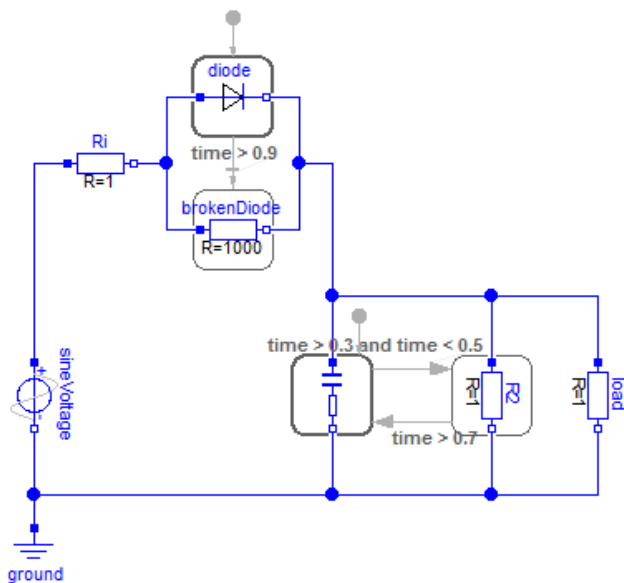 diode
Ri
R=1
time > 0.9
brokenDiode
R=1000
time > 0.3 and time < 0.5
sineVoltage
+
-
R=1
R2
R=1
load
time > 0.7
ground